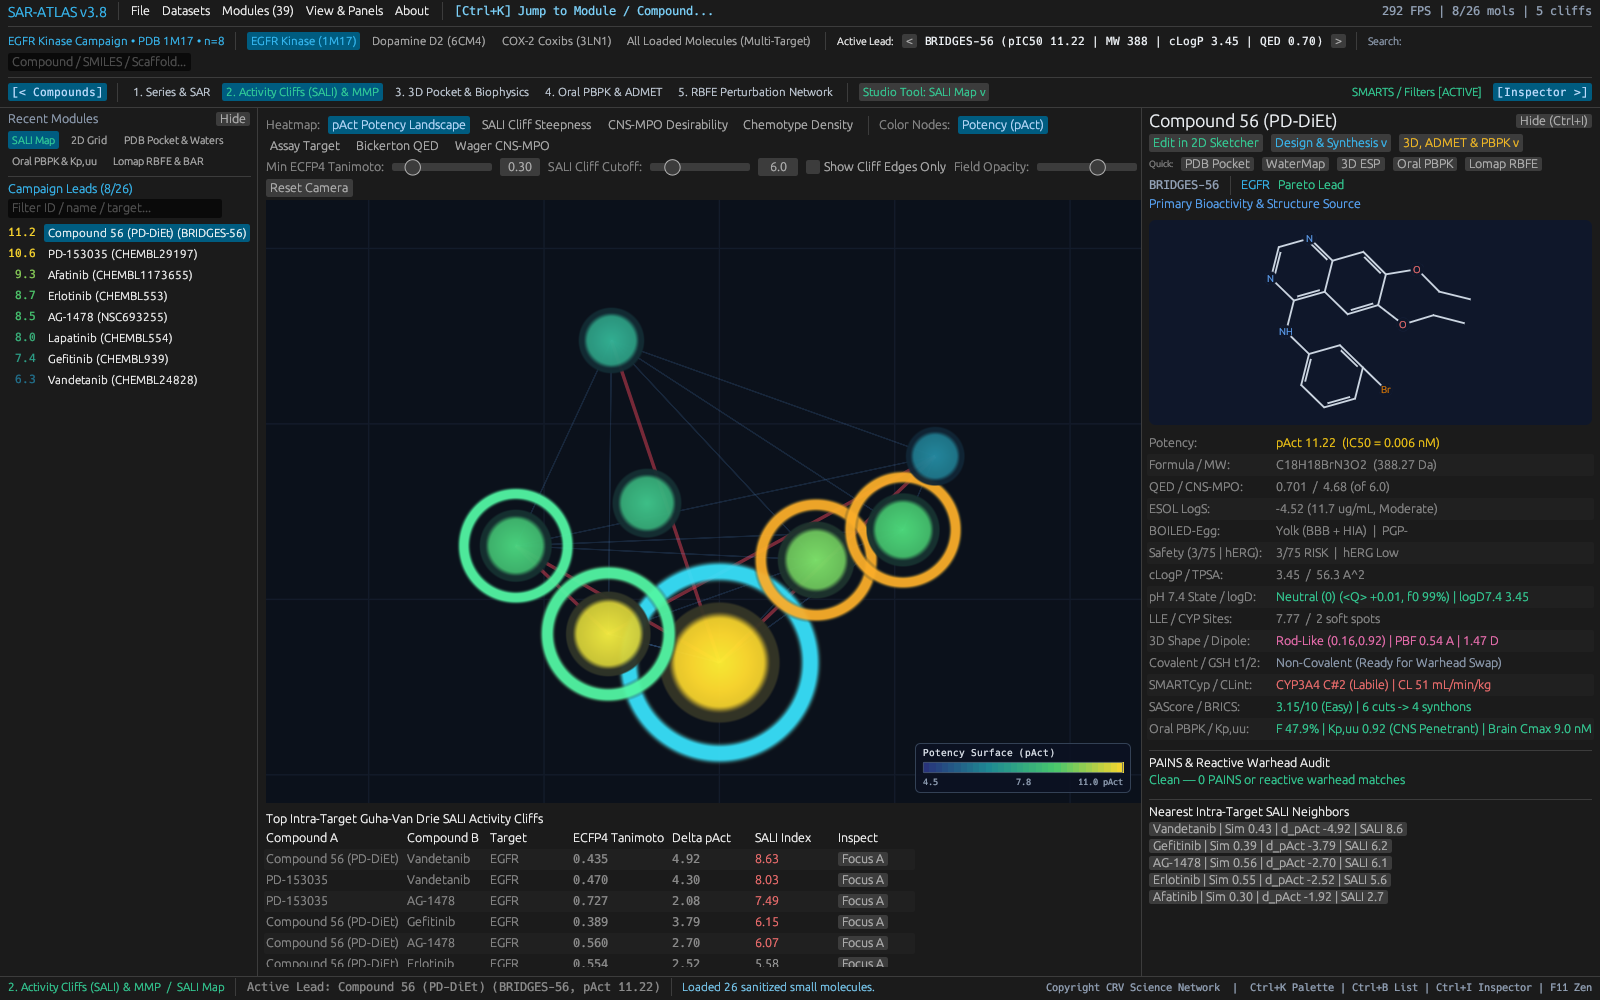 SAR-ATLAS v3.8 File Datasets Modules (39) View & Panels About [Ctrl+K] Jump to Module / Compound... 292 FPS | 8/26 mols | 5 cliffs
EGFR Kinase Campaign • PDB 1M17 • n=8 EGFR Kinase (1M17) Dopamine D2 (6CM4) COX-2 Coxibs (3LN1) All Loaded Molecules (Multi-Target) Active Lead: < BRIDGES-56 (pIC50 11.22 | MW 388 | cLogP 3.45 | QED 0.70) > Search:
Compound / SMILES / Scaffold...
[< Compounds] 1. Series & SAR 2. Activity Cliffs (SALI) & MMP 3. 3D Pocket & Biophysics 4. Oral PBPK & ADMET 5. RBFE Perturbation Network Studio Tool: SALI Map v SMARTS / Filters [ACTIVE] [Inspector >]
Recent Modules Hide
SALI Map 2D Grid PDB Pocket & Waters
Oral PBPK & Kp,uu Lomap RBFE & BAR
Campaign Leads (8/26)
Filter ID / name / target...
11.2 Compound 56 (PD-DiEt) (BRIDGES-56)
10.6 PD-153035 (CHEMBL29197)
9.3 Afatinib (CHEMBL1173655)
8.7 Erlotinib (CHEMBL553)
8.5 AG-1478 (NSC693255)
8.0 Lapatinib (CHEMBL554)
7.4 Gefitinib (CHEMBL939)
6.3 Vandetanib (CHEMBL24828)
Heatmap: pAct Potency Landscape SALI Cliff Steepness CNS-MPO Desirability Chemotype Density Color Nodes: Potency (pAct)
Assay Target Bickerton QED Wager CNS-MPO
Min ECFP4 Tanimoto: 0.30 SALI Cliff Cutoff: 6.0 Show Cliff Edges Only Field Opacity:
Reset Camera
Potency Surface (pAct)
4.5 7.8 11.0 pAct
Top Intra-Target Guha-Van Drie SALI Activity Cliffs
Compound A Compound B Target ECFP4 Tanimoto Delta pAct SALI Index Inspect
Compound 56 (PD-DiEt) Vandetanib EGFR 0.435 4.92 8.63 Focus A
PD-153035 Vandetanib EGFR 0.470 4.30 8.03 Focus A
PD-153035 AG-1478 EGFR 0.727 2.08 7.49 Focus A
Compound 56 (PD-DiEt) Gefitinib EGFR 0.389 3.79 6.15 Focus A
Compound 56 (PD-DiEt) AG-1478 EGFR 0.560 2.70 6.07 Focus A
Compound 56 (PD-DiEt) Erlotinib EGFR 0.554 2.52 5.58 Focus A
Compound 56 (PD-DiEt) Hide (Ctrl+I)
Edit in 2D Sketcher Design & Synthesis v 3D, ADMET & PBPK v
Quick: PDB Pocket WaterMap 3D ESP Oral PBPK Lomap RBFE
BRIDGES-56 EGFR Pareto Lead
Primary Bioactivity & Structure Source
N
O
N
O
NH
Br
Potency: pAct 11.22 (IC50 = 0.006 nM)
Formula / MW: C18H18BrN3O2 (388.27 Da)
QED / CNS-MPO: 0.701 / 4.68 (of 6.0)
ESOL LogS: -4.52 (11.7 ug/mL, Moderate)
BOILED-Egg: Yolk (BBB + HIA) | PGP-
Safety (3/75 | hERG): 3/75 RISK | hERG Low
cLogP / TPSA: 3.45 / 56.3 A^2
pH 7.4 State / logD: Neutral (0) (<Q> +0.01, f0 99%) | logD7.4 3.45
LLE / CYP Sites: 7.77 / 2 soft spots
3D Shape / Dipole: Rod-Like (0.16,0.92) | PBF 0.54 A | 1.47 D
Covalent / GSH t1/2: Non-Covalent (Ready for Warhead Swap)
SMARTCyp / CLint: CYP3A4 C#2 (Labile) | CL 51 mL/min/kg
SAScore / BRICS: 3.15/10 (Easy) | 6 cuts -> 4 synthons
Oral PBPK / Kp,uu: F 47.9% | Kp,uu 0.92 (CNS Penetrant) | Brain Cmax 9.0 nM
PAINS & Reactive Warhead Audit
Clean — 0 PAINS or reactive warhead matches
Nearest Intra-Target SALI Neighbors
Vandetanib | Sim 0.43 | d_pAct -4.92 | SALI 8.6
Gefitinib | Sim 0.39 | d_pAct -3.79 | SALI 6.2
AG-1478 | Sim 0.56 | d_pAct -2.70 | SALI 6.1
Erlotinib | Sim 0.55 | d_pAct -2.52 | SALI 5.6
Afatinib | Sim 0.30 | d_pAct -1.92 | SALI 2.7
2. Activity Cliffs (SALI) & MMP / SALI Map Active Lead: Compound 56 (PD-DiEt) (BRIDGES-56, pAct 11.22) Loaded 26 sanitized small molecules. Copyright CRV Science Network | Ctrl+K Palette | Ctrl+B List | Ctrl+I Inspector | F11 Zen